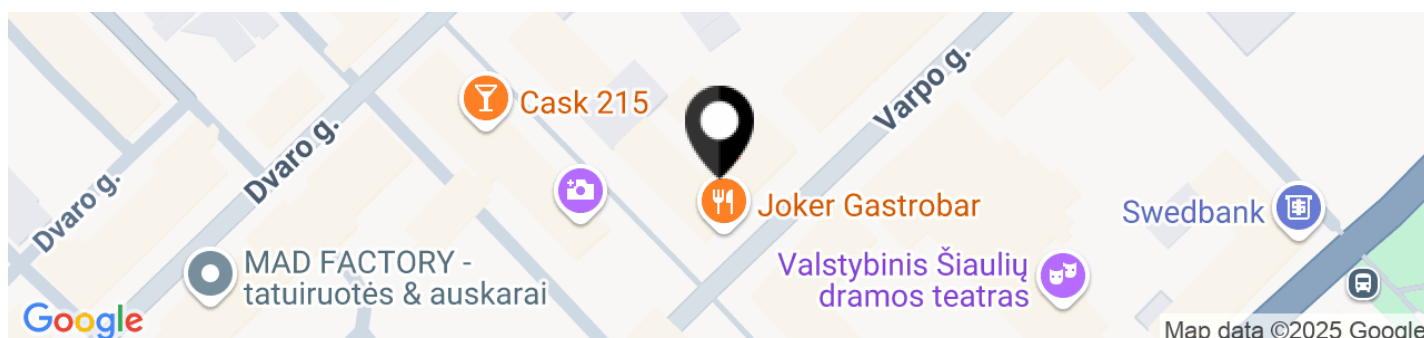 Varpo g.
Cask 215
Dvaro g.
Dvaro g.
Joker Gastrobar
Swedbank
MAD FACTORY -
tatuiruotės & auskarai
Valstybinis Šiaulių
dramos teatras
Google
Map data ©2025 Google